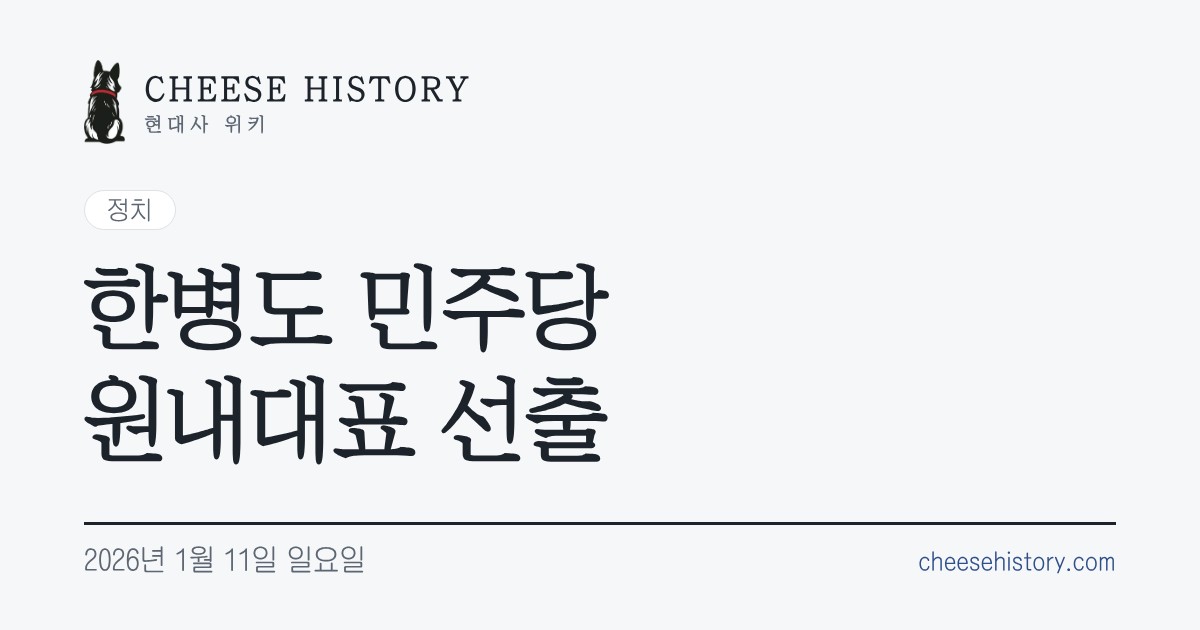 CHEESE HISTORY
현대사 위키
정치
한병도 민주당
원내대표 선출
2026년 1월 11일 일요일
cheesehistory.com